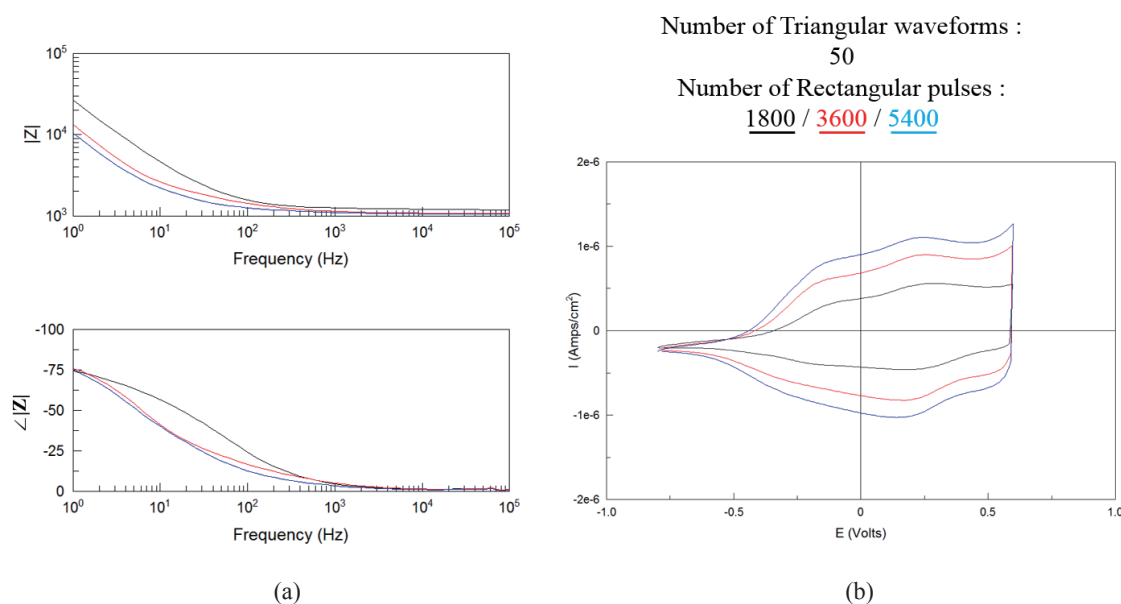 Number of Triangular waveforms :
50
Number of Rectangular pulses :
1800 / 3600 / 5400
10^5
10^4
10^3
|Z|
10^0 10^1 10^2 10^3 10^4 10^5
Frequency (Hz)
-100
-75
-50
-25
0
∠|Z|
10^0 10^1 10^2 10^3 10^4 10^5
Frequency (Hz)
(a)
2e-6
1e-6
0
-1e-6
-2e-6
I (Amps/cm²)
-1.0 -0.5 0 0.5 1.0
E (Volts)
(b)